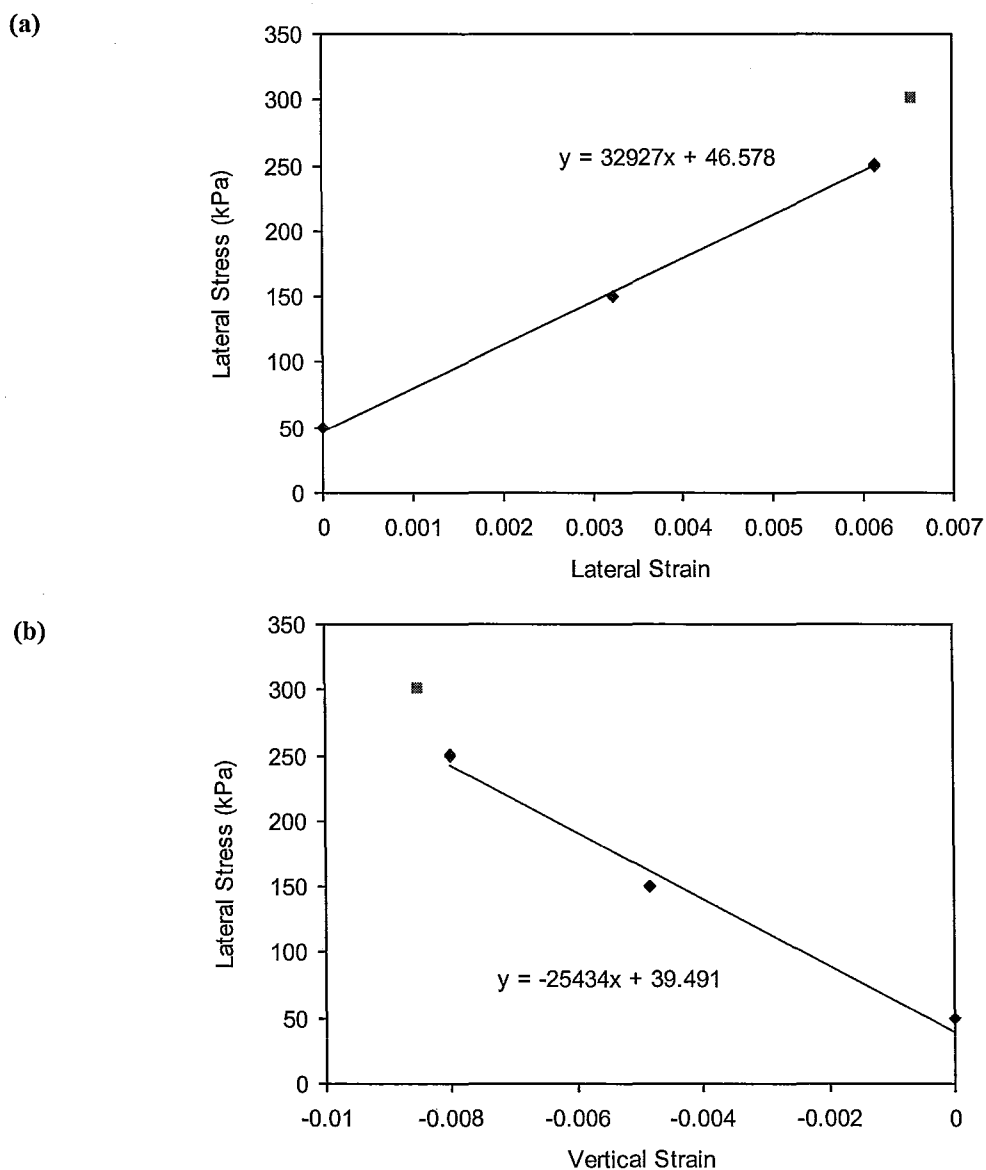 (a)
350
300
250
200
150
100
50
0
Lateral Stress (kPa)
y = 32927x + 46.578
0 0.001 0.002 0.003 0.004 0.005 0.006 0.007
Lateral Strain
(b)
350
300
250
200
150
100
50
0
Lateral Stress (kPa)
y = -25434x + 39.491
-0.01 -0.008 -0.006 -0.004 -0.002 0
Vertical Strain